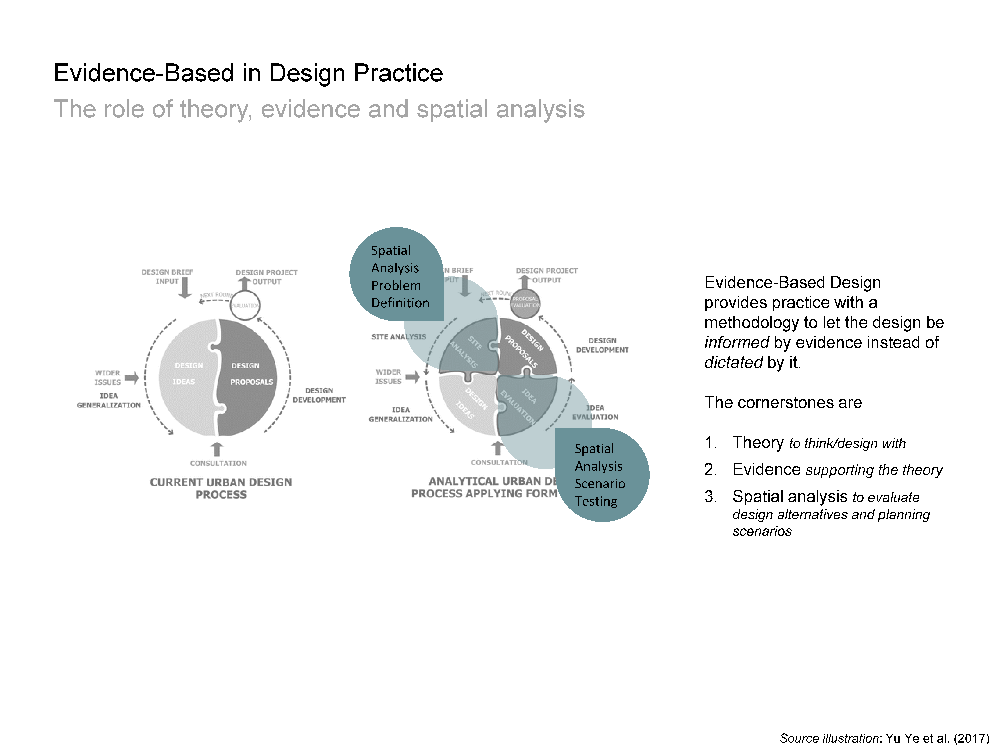 Evidence-Based in Design Practice
The role of theory, evidence and spatial analysis
DESIGN BRIEF
INPUT
DESIGN PROJECT
OUTPUT
NEXT ROUND
EVALUATION
DESIGN
IDEAS
DESIGN
PROPOSALS
WIDER
ISSUES
IDEA
GENERALIZATION
DESIGN
DEVELOPMENT
CONSULTATION
CURRENT URBAN DESIGN
PROCESS
Spatial
Analysis
Problem
Definition
N BRIEF
PUT
DESIGN PROJECT
OUTPUT
NEXT ROUND
PROPOSAL
EVALUATION
SITE ANALYSIS
SITE
ANALYSIS
DESIGN
PROPOSALS
DESIGN
DEVELOPMENT
WIDER
ISSUES
DESIGN
IDEAS
IDEA
EVALUATION
IDEA
GENERALIZATION
IDEA
EVALUATION
CONSULTATION
ANALYTICAL URBAN DE
PROCESS APPLYING FORM
Spatial
Analysis
Scenario
Testing
Evidence-Based Design
provides practice with a
methodology to let the design be
informed by evidence instead of
dictated by it.
The cornerstones are
1. Theory to think/design with
2. Evidence supporting the theory
3. Spatial analysis to evaluate
design alternatives and planning
scenarios
Source illustration: Yu Ye et al. (2017)